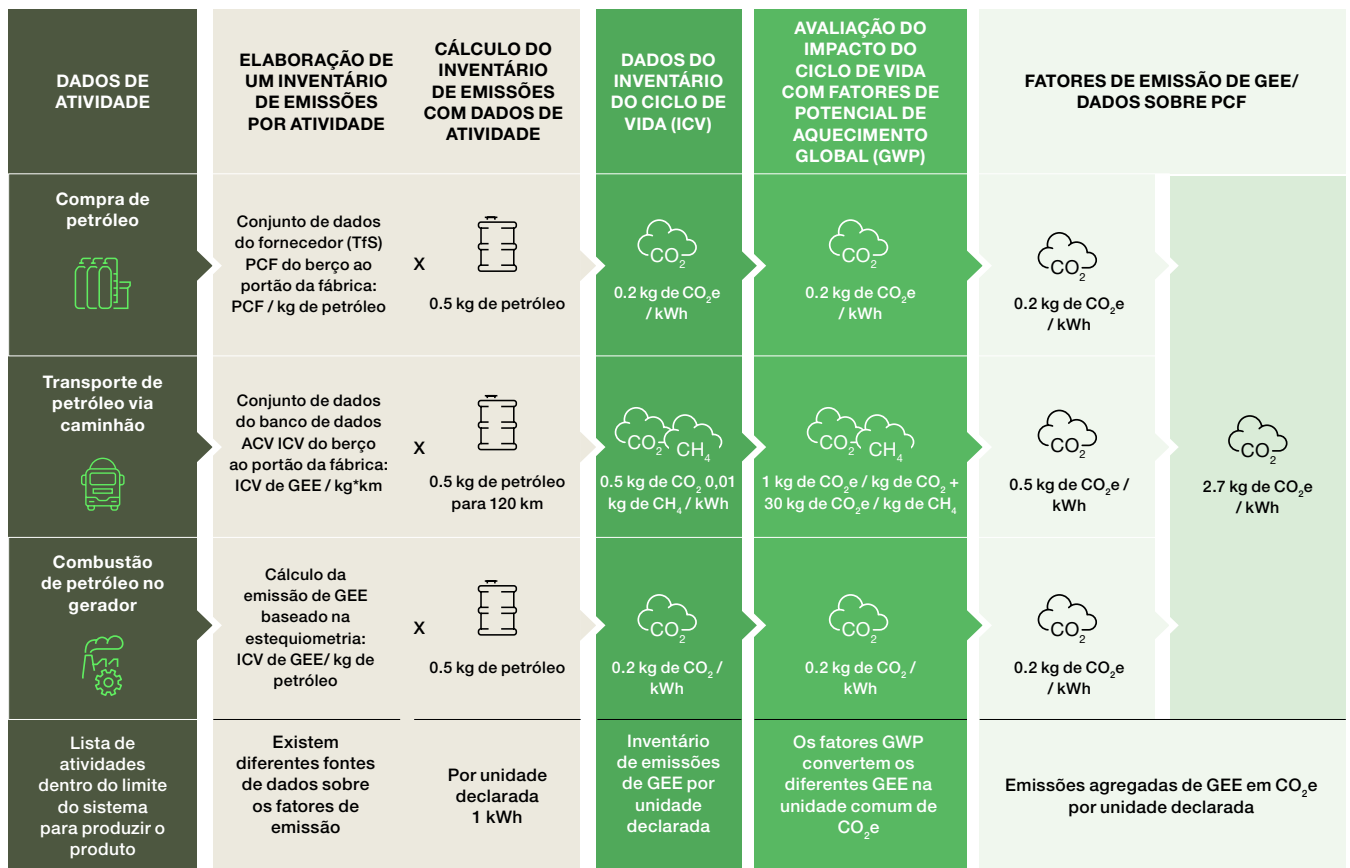 DADOS DE
ATIVIDADE
ELABORAÇÃO DE
UM INVENTÁRIO
DE EMISSÕES
POR ATIVIDADE
CÁLCULO DO
INVENTÁRIO
DE EMISSÕES
COM DADOS DE
ATIVIDADE
DADOS DO
INVENTÁRIO
DO CICLO DE
VIDA (ICV)
AVALIAÇÃO DO
IMPACTO DO
CICLO DE VIDA
COM FATORES DE
POTENCIAL DE
AQUECIMENTO
GLOBAL (GWP)
FATORES DE EMISSÃO DE GEE/
DADOS SOBRE PCF
Compra de
petróleo
Conjunto de dados
do fornecedor (TfS)
PCF do berço ao
portão da fábrica:
PCF / kg de petróleo
X
0.5 kg de petróleo
CO₂
0.2 kg de CO₂e
/ kWh
CO₂
0.2 kg de CO₂e
/ kWh
CO₂
0.2 kg de CO₂e
/ kWh
Transporte de
petróleo via
caminhão
Conjunto de dados
do banco de dados
ACV ICV do berço
ao portão da fábrica:
ICV de GEE / kg*km
X
0.5 kg de petróleo
para 120 km
CO₂ CH₄
0.5 kg de CO₂ 0,01
kg de CH₄ / kWh
CO₂ CH₄
1 kg de CO₂e / kg de CO₂ +
30 kg de CO₂e / kg de CH₄
CO₂
0.5 kg de CO₂e /
kWh
CO₂
2.7 kg de CO₂e
/ kWh
Combustão
de petróleo no
gerador
Cálculo da
emissão de GEE
baseado na
estequiometria:
ICV de GEE/ kg de
petróleo
X
0.5 kg de petróleo
CO₂
0.2 kg de CO₂ /
kWh
CO₂
0.2 kg de CO₂ /
kWh
CO₂
0.2 kg de CO₂e
/ kWh
Lista de
atividades
dentro do limite
do sistema
para produzir o
produto
Existem
diferentes fontes
de dados sobre
os fatores de
emissão
Por unidade
declarada
1 kWh
Inventário
de emissões
de GEE por
unidade
declarada
Os fatores GWP
convertem os
diferentes GEE na
unidade comum de
CO₂e
Emissões agregadas de GEE em CO₂e
por unidade declarada